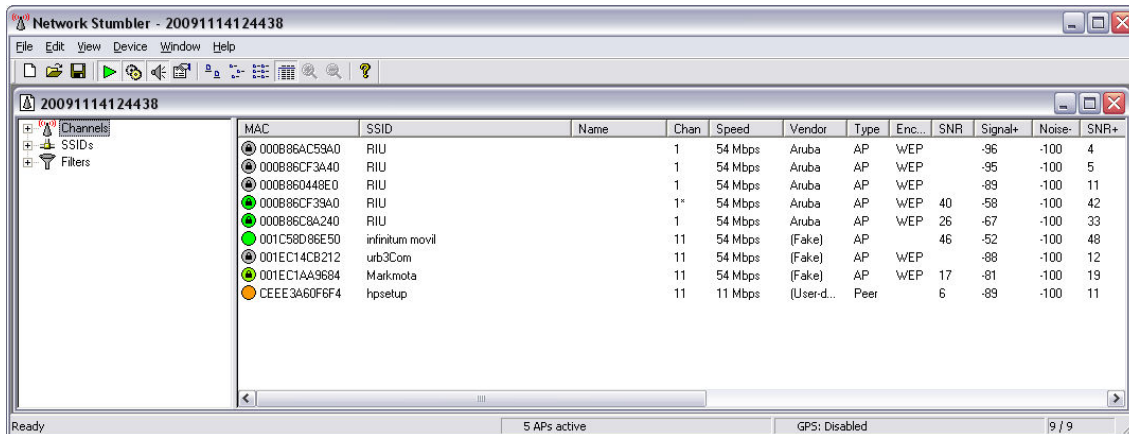 Network Stumbler - 20091114124438
File Edit View Device Window Help
20091114124438
Channels
SSIDs
Filters
MAC SSID Name Chan Speed Vendor Type Enc... SNR Signal+ Noise- SNR+
000B86AC59A0 RIU 1 54 Mbps Aruba AP WEP -96 -100 4
000B86CF3A40 RIU 1 54 Mbps Aruba AP WEP -95 -100 5
000B860448E0 RIU 1 54 Mbps Aruba AP WEP -89 -100 11
000B86CF39A0 RIU 1* 54 Mbps Aruba AP WEP 40 -58 -100 42
000B86C8A240 RIU 1 54 Mbps Aruba AP WEP 26 -67 -100 33
001C58D86E50 infinitum movil 11 54 Mbps (Fake) AP 46 -52 -100 48
001EC14CB212 urb3Com 11 54 Mbps (Fake) AP WEP -88 -100 12
001EC1AA9684 Markmota 11 54 Mbps (Fake) AP WEP 17 -81 -100 19
CEEE3A60F6F4 hpsetup 11 11 Mbps (User-d... Peer 6 -89 -100 11
Ready 5 APs active GPS: Disabled 9 / 9